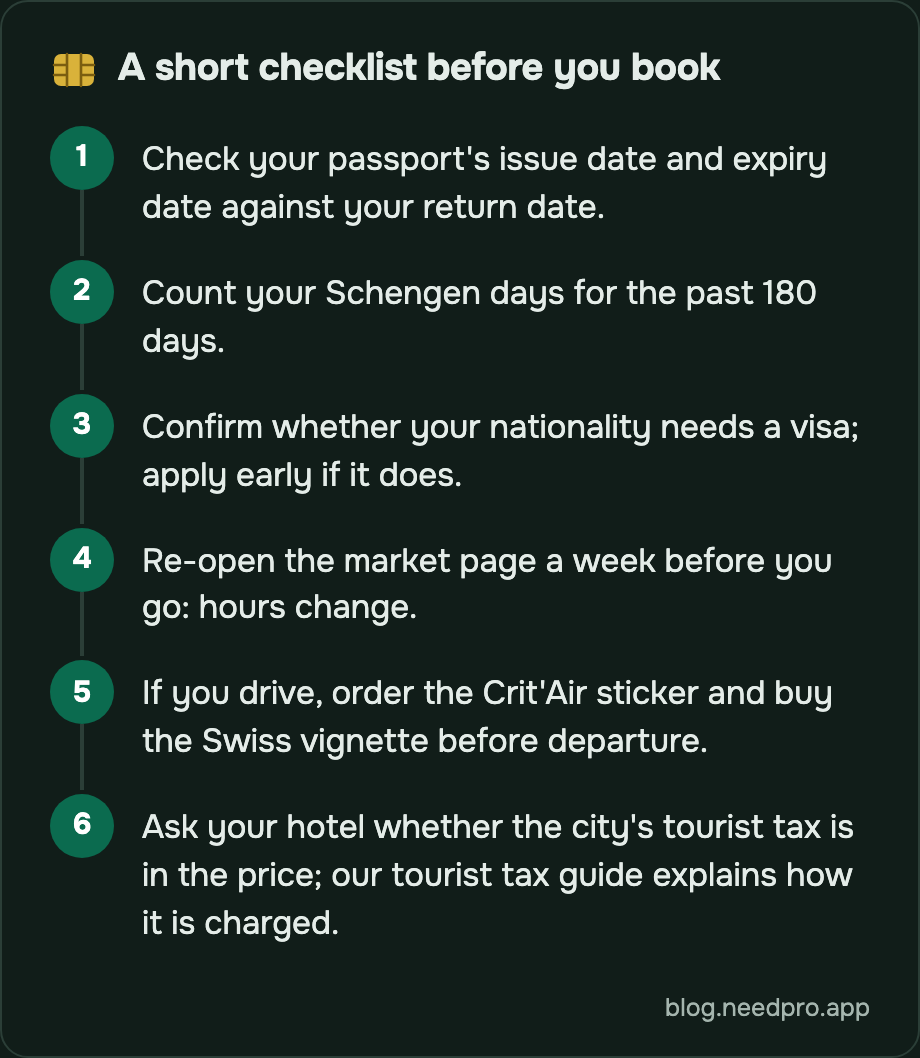 A short checklist before you book
1
Check your passport's issue date and expiry
date against your return date.
2
Count your Schengen days for the past 180
days.
3
Confirm whether your nationality needs a visa;
apply early if it does.
4
Re-open the market page a week before you
go: hours change.
5
If you drive, order the Crit'Air sticker and buy
the Swiss vignette before departure.
6
Ask your hotel whether the city's tourist tax is
in the price; our tourist tax guide explains how
it is charged.
blog.needpro.app